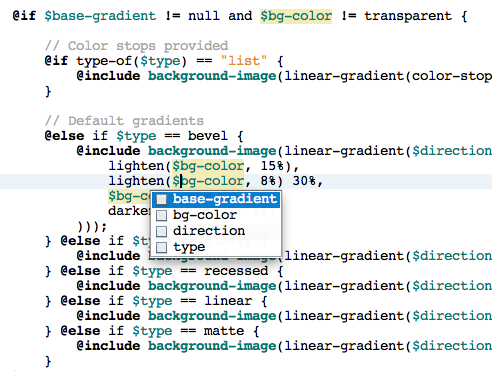 @if $base-gradient != null and $bg-color != transparent {
// Color stops provided
@if type-of($type) == "list" {
@include background-image(linear-gradient(color-stop
}
// Default gradients
@else if $type == bevel {
@include background-image(linear-gradient($direction
lighten($bg-color, 15%),
lighten($bg-color, 8%) 30%,
$bg-
darken
)));
base-gradient
bg-color
direction
type
} @else if $t
@include background-image(linear-gradient($direction
} @else if $type == recessed {
@include background-image(linear-gradient($direction
} @else if $type == linear {
@include background-image(linear-gradient($direction
} @else if $type == matte {
@include background-image(linear-gradient($direction
}